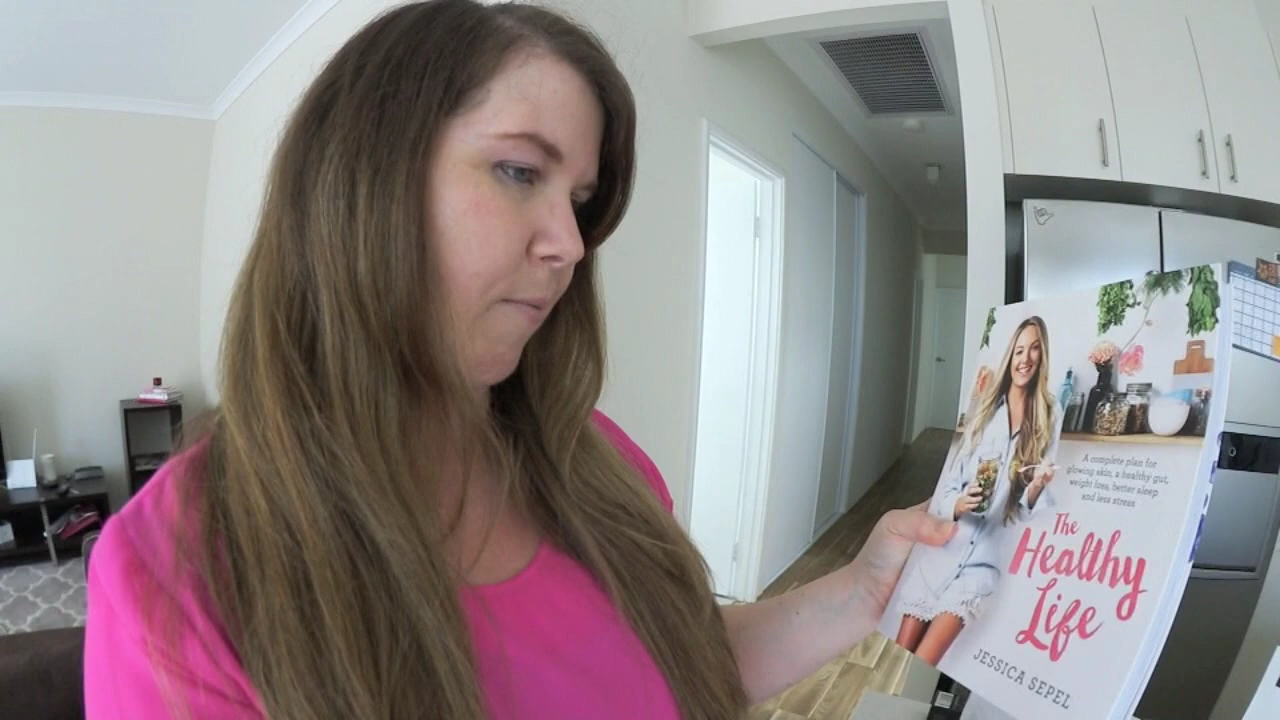 A complete plan for
glowing skin, a healthy gut,
weight loss, better sleep
and less stress
The
Healthy
Life
JESSICA SEPEL